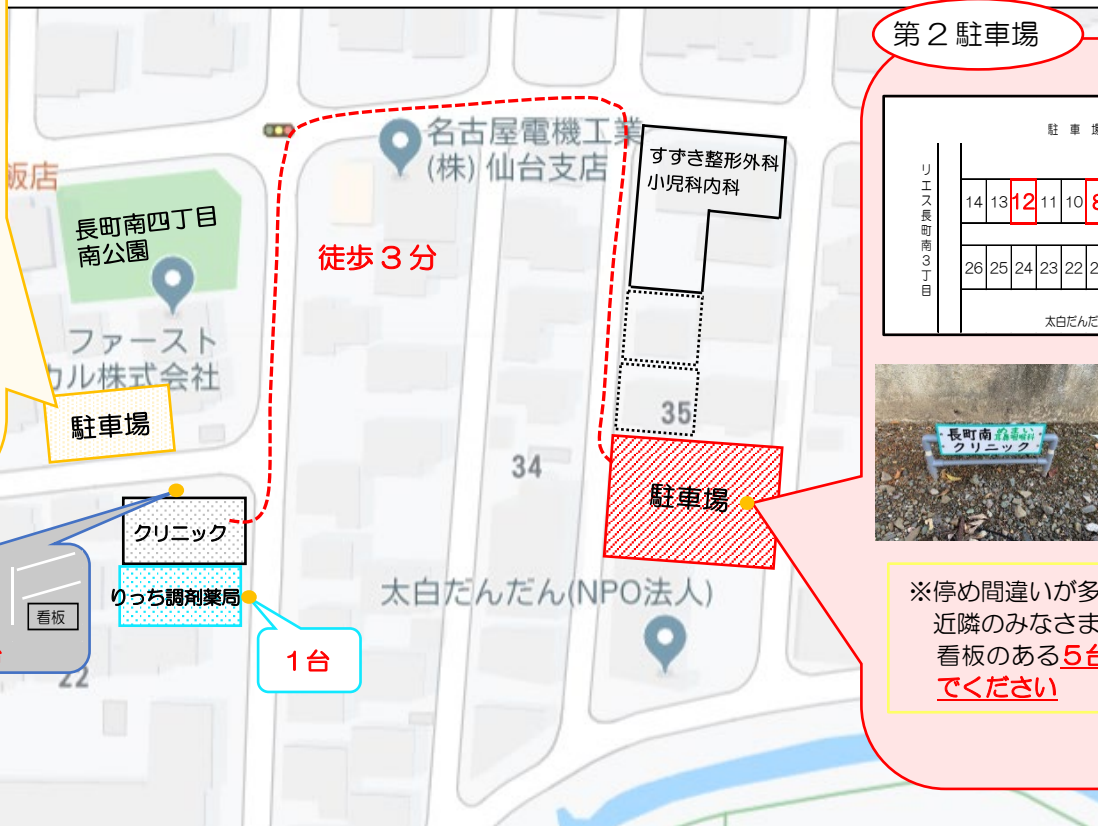 第２駐車場
駐車場
リエス長町南３丁目
14 13 12 11 10 8
26 25 24 23 22
太白だんだ
長町南
クリニック
※停め間違いが多
近隣のみなさま
看板のある５台
でください
名古屋電機工業
(株) 仙台支店
すずき整形外科
小児科内科
飯店
長町南四丁目
南公園
徒歩３分
ファースト
カル株式会社
駐車場
35
34
駐車場
クリニック
りっち調剤薬局
看板
１台
22
太白だんだん(NPO法人)